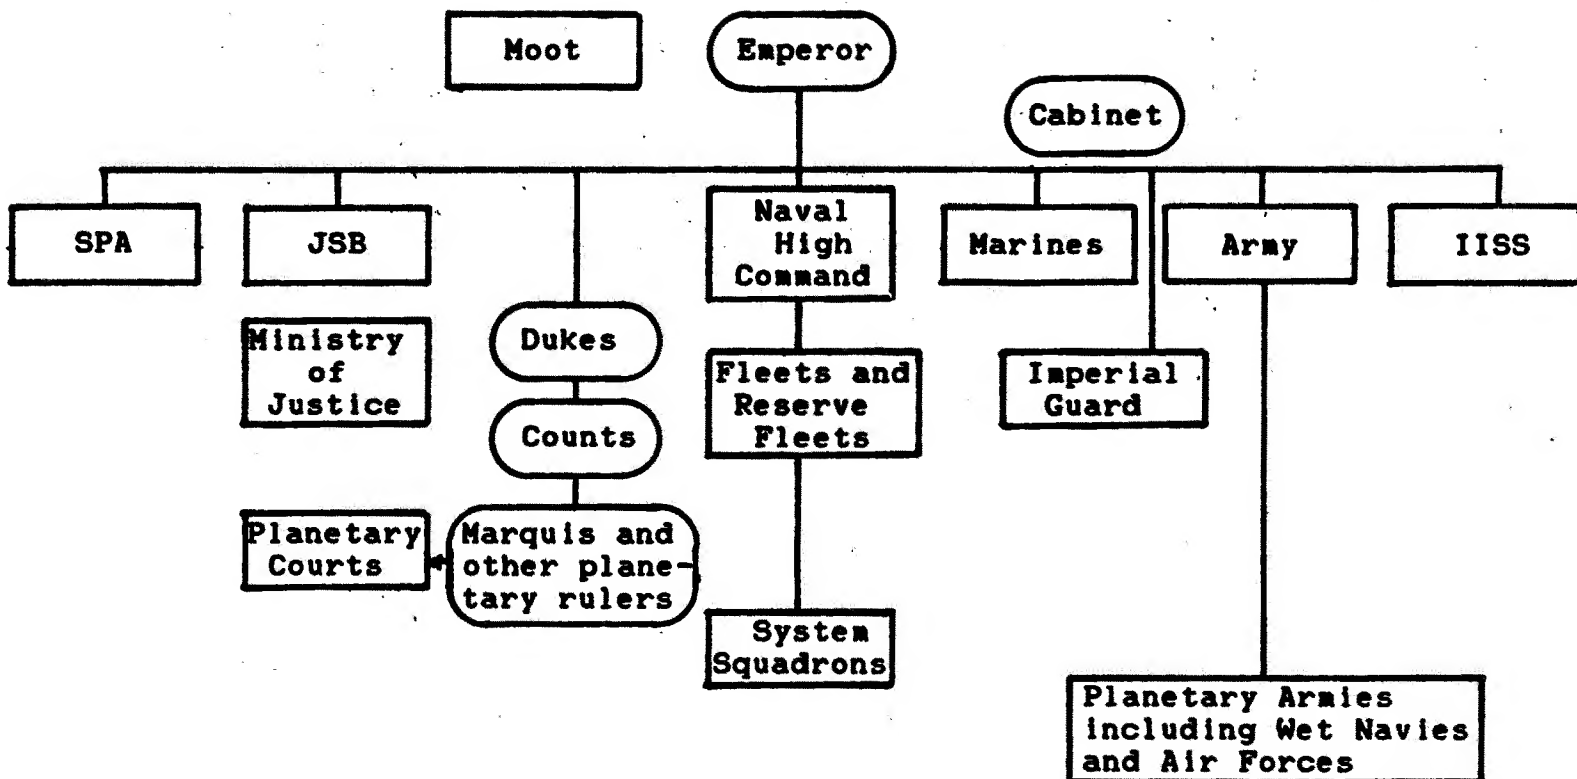 Moot
Emperor
Cabinet
SPA
JSB
Naval
High
Command
Marines
Army
IISS
Ministry
of
Justice
Dukes
Fleets and
Reserve
Fleets
Imperial
Guard
Counts
Planetary
Courts
Marquis and
other plane-
tary rulers
System
Squadrons
Planetary Armies
including Wet Navies
and Air Forces